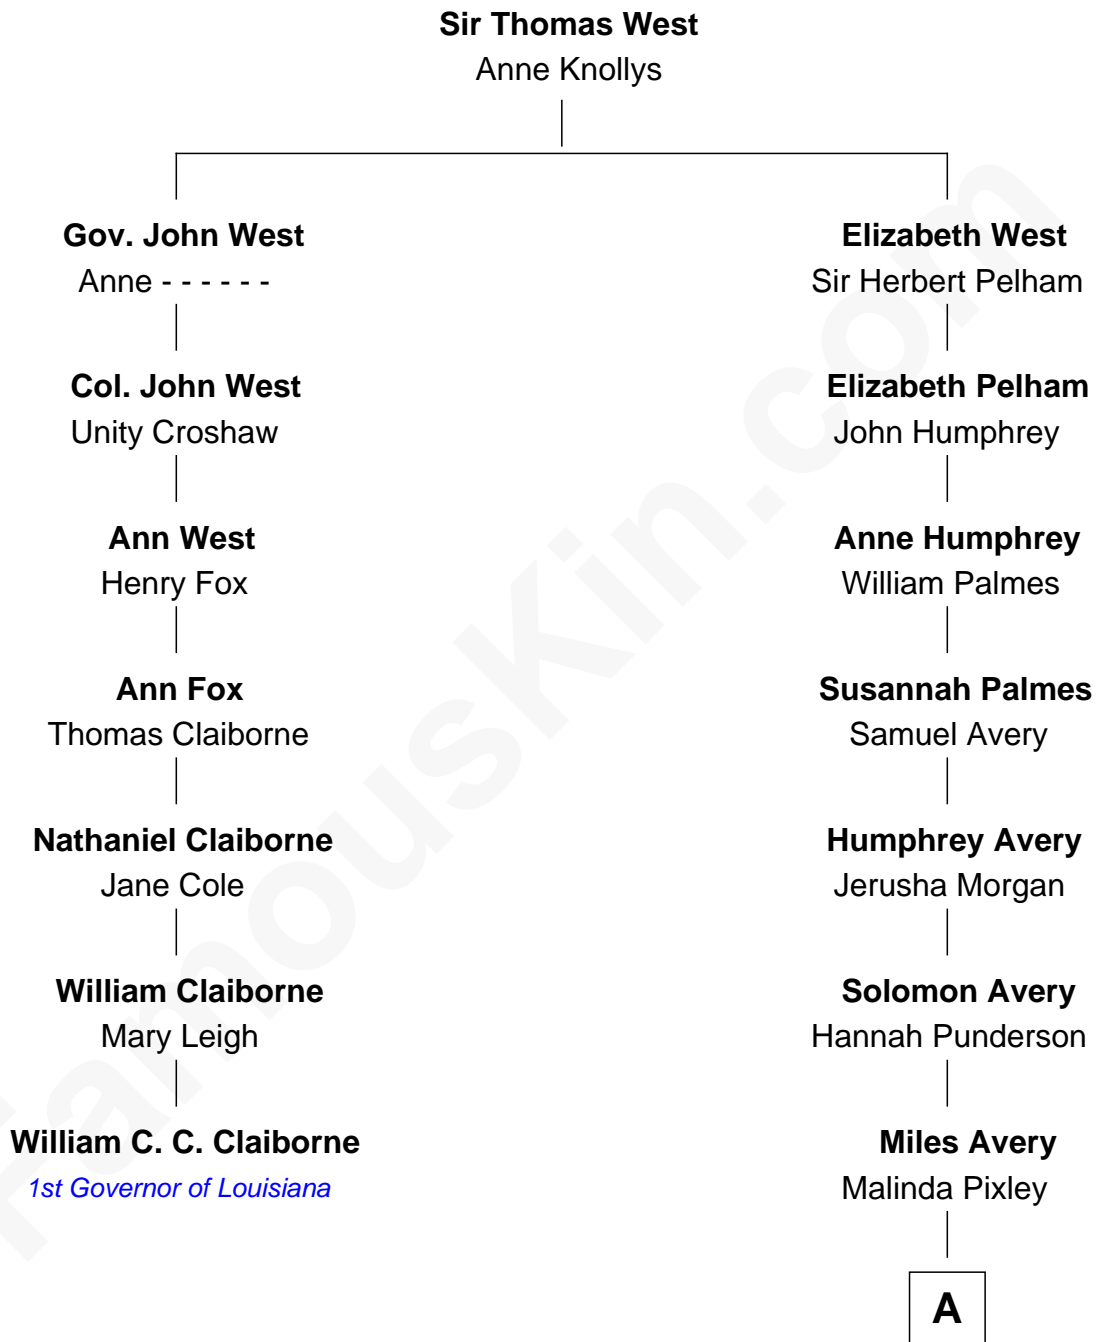 Sir Thomas West
Anne Knollys
Gov. John West
Anne - - - - - -
Col. John West
Unity Croshaw
Ann West
Henry Fox
Ann Fox
Thomas Claiborne
Nathaniel Claiborne
Jane Cole
William Claiborne
Mary Leigh
William C. C. Claiborne
1st Governor of Louisiana
Elizabeth West
Sir Herbert Pelham
Elizabeth Pelham
John Humphrey
Anne Humphrey
William Palmes
Susannah Palmes
Samuel Avery
Humphrey Avery
Jerusha Morgan
Solomon Avery
Hannah Punderson
Miles Avery
Malinda Pixley
A
FamousKin.com